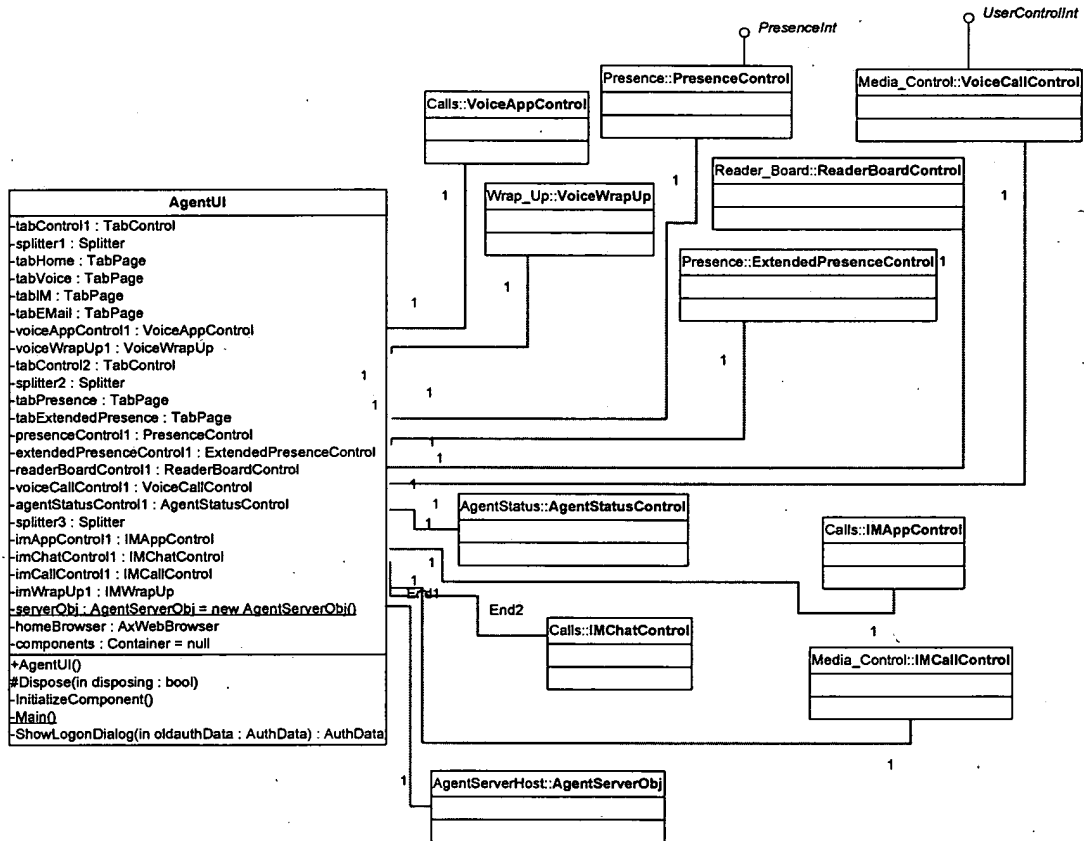 UserControlInt
PresenceInt
Presence::PresenceControl
Media_Control::VoiceCallControl
Calls::VoiceAppControl
1
1
1
Reader_Board::ReaderBoardControl
Wrap_Up::VoiceWrapUp
1
Presence::ExtendedPresenceControl
1
1
AgentUI
-tabControl1 : TabControl
-splitter1 : Splitter
-tabHome : TabPage
-tabVoice : TabPage
-tabIM : TabPage
-tabEMail : TabPage
-voiceAppControl1 : VoiceAppControl
-voiceWrapUp1 : VoiceWrapUp
-tabControl2 : TabControl
-splitter2 : Splitter
-tabPresence : TabPage
-tabExtendedPresence : TabPage
-presenceControl1 : PresenceControl
-extendedPresenceControl1 : ExtendedPresenceControl
-readerBoardControl1 : ReaderBoardControl
-voiceCallControl1 : VoiceCallControl
-agentStatusControl1 : AgentStatusControl
-splitter3 : Splitter
-imAppControl1 : IMAppControl
-imChatControl1 : IMChatControl
-imCallControl1 : IMCallControl
-imWrapUp1 : IMWrapUp
-serverObj : AgentServerObj = new AgentServerObj()
-homeBrowser : AxWebBrowser
-components : Container = null
+AgentUI()
#Dispose(in disposing : bool)
-InitializeComponent()
-Main()
-ShowLogonDialog(in oldauthData : AuthData) : AuthData
1
1
1
1
1
1
1
1
1
1
1
End1
End2
AgentStatus::AgentStatusControl
Calls::IMAppControl
1
Calls::IMChatControl
Media_Control::IMCallControl
1
1
AgentServerHost::AgentServerObj